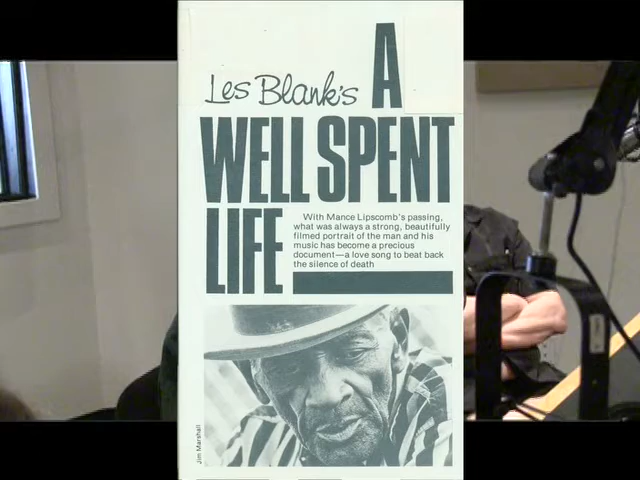 Les Blank's A
WELL SPENT
LIFE
With Mance Lipscomb's passing,
what was always a strong, beautifully
filmed portrait of the man and his
music has become a precious
document—a love song to beat back
the silence of death
Jim Marshall